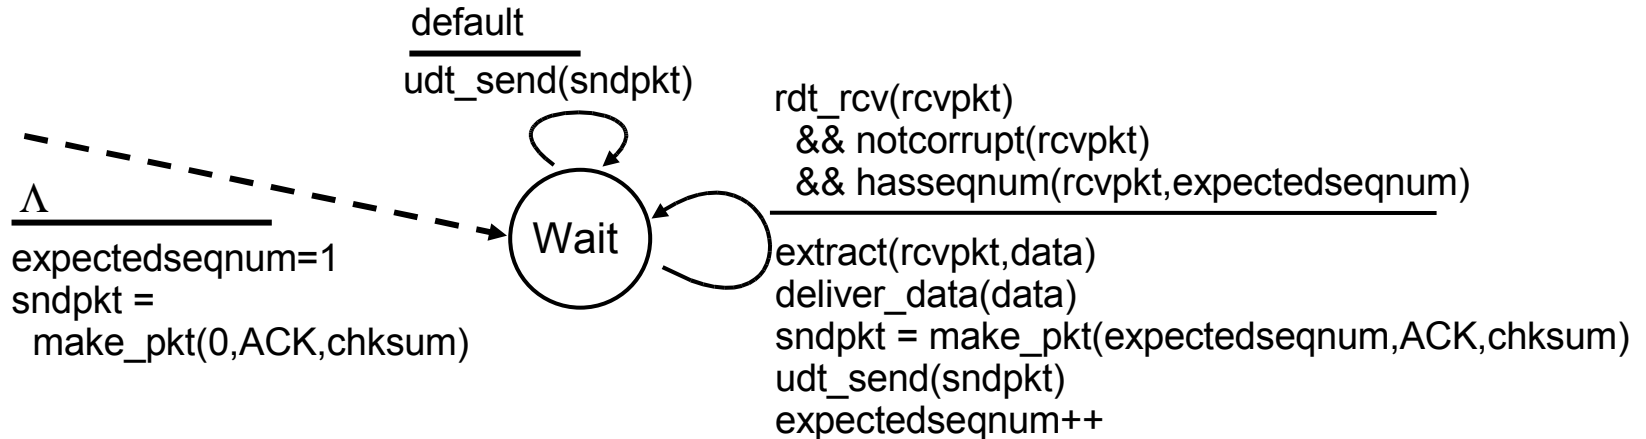 default
udt_send(sndpkt)
rdt_rcv(rcvpkt)
&& notcorrupt(rcvpkt)
&& hasseqnum(rcvpkt,expectedseqnum)
Λ
expectedseqnum=1
sndpkt =
make_pkt(0,ACK,chksum)
Wait
extract(rcvpkt,data)
deliver_data(data)
sndpkt = make_pkt(expectedseqnum,ACK,chksum)
udt_send(sndpkt)
expectedseqnum++